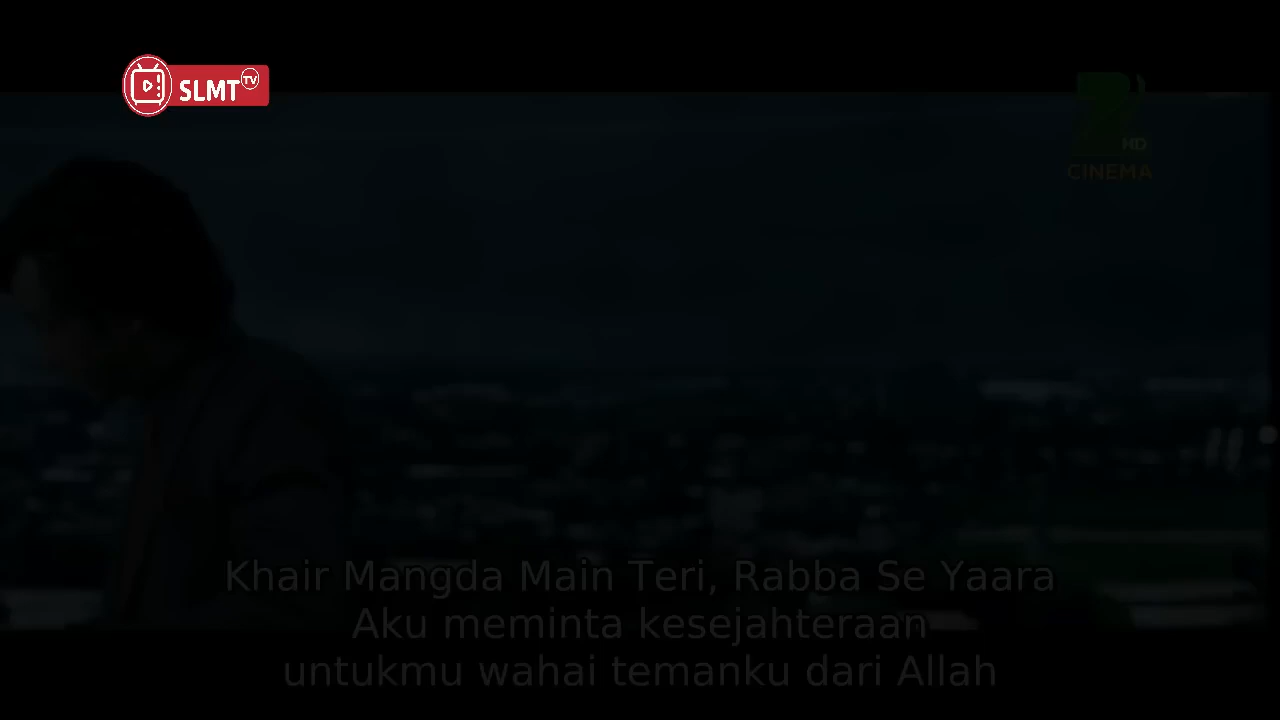 SLMT TV
HD
CINEMA
Khair Mangda Main Teri, Rabba Se Yaara
Aku meminta kesejahteraan
untukmu wahai temanku dari Allah